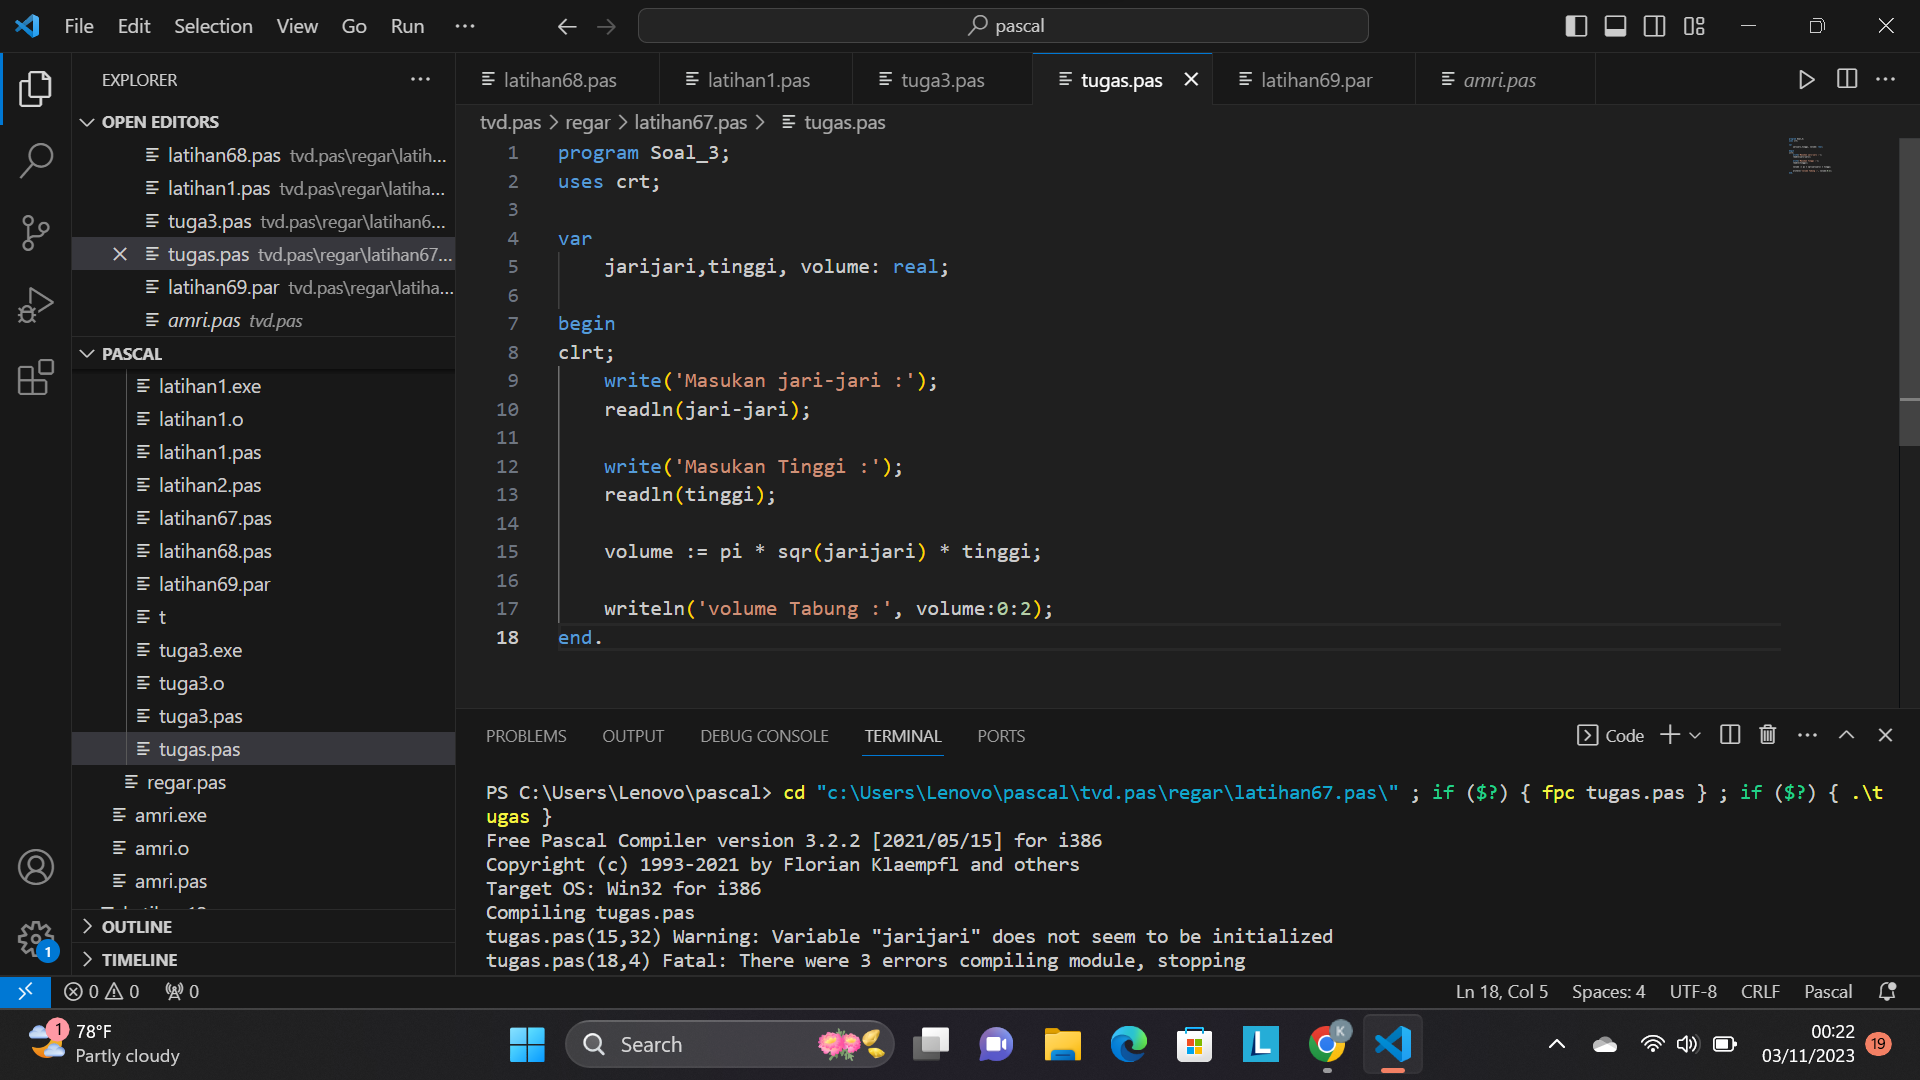 File Edit Selection View Go Run ··· pascal
EXPLORER ···
OPEN EDITORS
latihan68.pas tvd.pas\regar\latih...
latihan1.pas tvd.pas\regar\latiha...
tuga3.pas tvd.pas\regar\latihan6...
tugas.pas tvd.pas\regar\latihan67...
latihan69.par tvd.pas\regar\latiha...
amri.pas tvd.pas
PASCAL
latihan1.exe
latihan1.o
latihan1.pas
latihan2.pas
latihan67.pas
latihan68.pas
latihan69.par
t
tuga3.exe
tuga3.o
tuga3.pas
tugas.pas
regar.pas
amri.exe
amri.o
amri.pas
OUTLINE
TIMELINE
1
latihan68.pas latihan1.pas tuga3.pas tugas.pas latihan69.par amri.pas
tvd.pas > regar > latihan67.pas > tugas.pas
1 program Soal_3;
2 uses crt;
3
4 var
5 jarijari,tinggi, volume: real;
6
7 begin
8 clrt;
9 write('Masukan jari-jari :');
10 readln(jari-jari);
11
12 write('Masukan Tinggi :');
13 readln(tinggi);
14
15 volume := pi * sqr(jarijari) * tinggi;
16
17 writeln('volume Tabung :', volume:0:2);
18 end.
PROBLEMS OUTPUT DEBUG CONSOLE TERMINAL PORTS Code
PS C:\Users\Lenovo\pascal> cd "c:\Users\Lenovo\pascal\tvd.pas\regar\latihan67.pas\" ; if ($?) { fpc tugas.pas } ; if ($?) { .\t
ugas }
Free Pascal Compiler version 3.2.2 [2021/05/15] for i386
Copyright (c) 1993-2021 by Florian Klaempfl and others
Target OS: Win32 for i386
Compiling tugas.pas
tugas.pas(15,32) Warning: Variable "jarijari" does not seem to be initialized
tugas.pas(18,4) Fatal: There were 3 errors compiling module, stopping
0 0 0 Ln 18, Col 5 Spaces: 4 UTF-8 CRLF Pascal
1 78°F
Partly cloudy
Search
L
K
00:22
03/11/2023
19